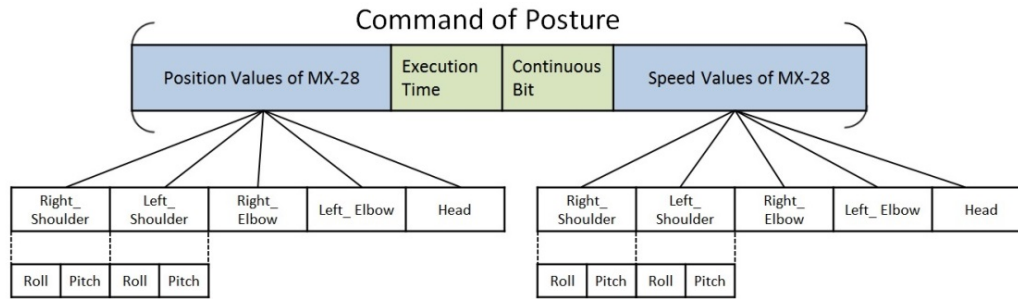 Command of Posture
Position Values of MX-28
Execution
Time
Continuous
Bit
Speed Values of MX-28
Right_
Shoulder
Left_
Shoulder
Right_
Elbow
Left_ Elbow
Head
Right_
Shoulder
Left_
Shoulder
Right_
Elbow
Left_ Elbow
Head
Roll
Pitch
Roll
Pitch
Roll
Pitch
Roll
Pitch